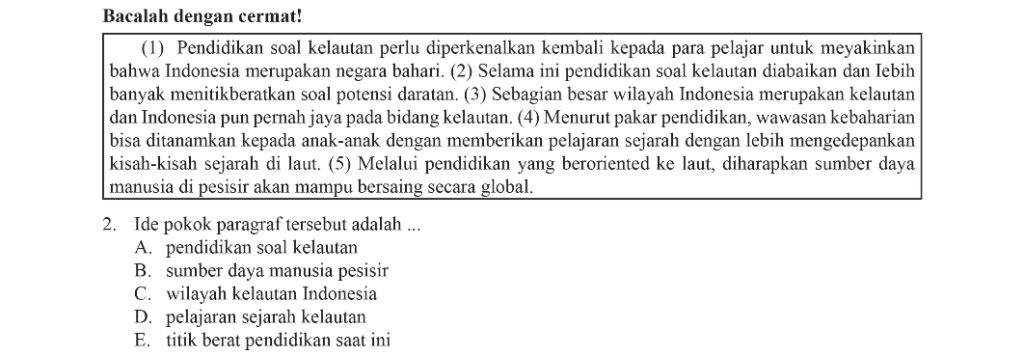 Bacalah dengan cermat!
(1) Pendidikan soal kelautan perlu diperkenalkan kembali kepada para pelajar untuk meyakinkan
bahwa Indonesia merupakan negara bahari. (2) Selama ini pendidikan soal kelautan diabaikan dan Iebih
banyak menitikberatkan soal potensi daratan. (3) Sebagian besar wilayah Indonesia merupakan kelautan
dan Indonesia pun pernah jaya pada bidang kelautan. (4) Menurut pakar pendidikan, wawasan kebaharian
bisa ditanamkan kepada anak-anak dengan memberikan pelajaran sejarah dengan lebih mengedepankan
kisah-kisah sejarah di laut. (5) Melalui pendidikan yang beroriented ke laut, diharapkan sumber daya
manusia di pesisir akan mampu bersaing secara global.
2. Ide pokok paragraf tersebut adalah ...
A. pendidikan soal kelautan
B. sumber daya manusia pesisir
C. wilayah kelautan Indonesia
D. pelajaran sejarah kelautan
E. titik berat pendidikan saat ini